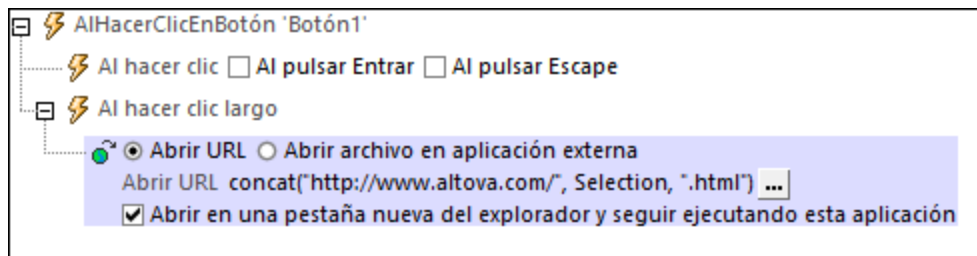 AlHacerClicEnBotón 'Botón1'
Al hacer clic Al pulsar Entrar Al pulsar Escape
Al hacer clic largo
Abrir URL Abrir archivo en aplicación externa
Abrir URL concat("http://www.altova.com/", Selection, ".html") ...
Abrir en una pestaña nueva del explorador y seguir ejecutando esta aplicación